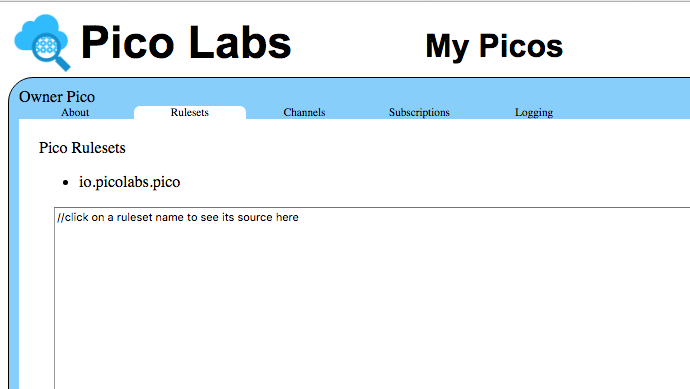 Pico Labs My Picos
Owner Pico
About Rulesets Channels Subscriptions Logging
Pico Rulesets
• io.picolabs.pico
//click on a ruleset name to see its source here